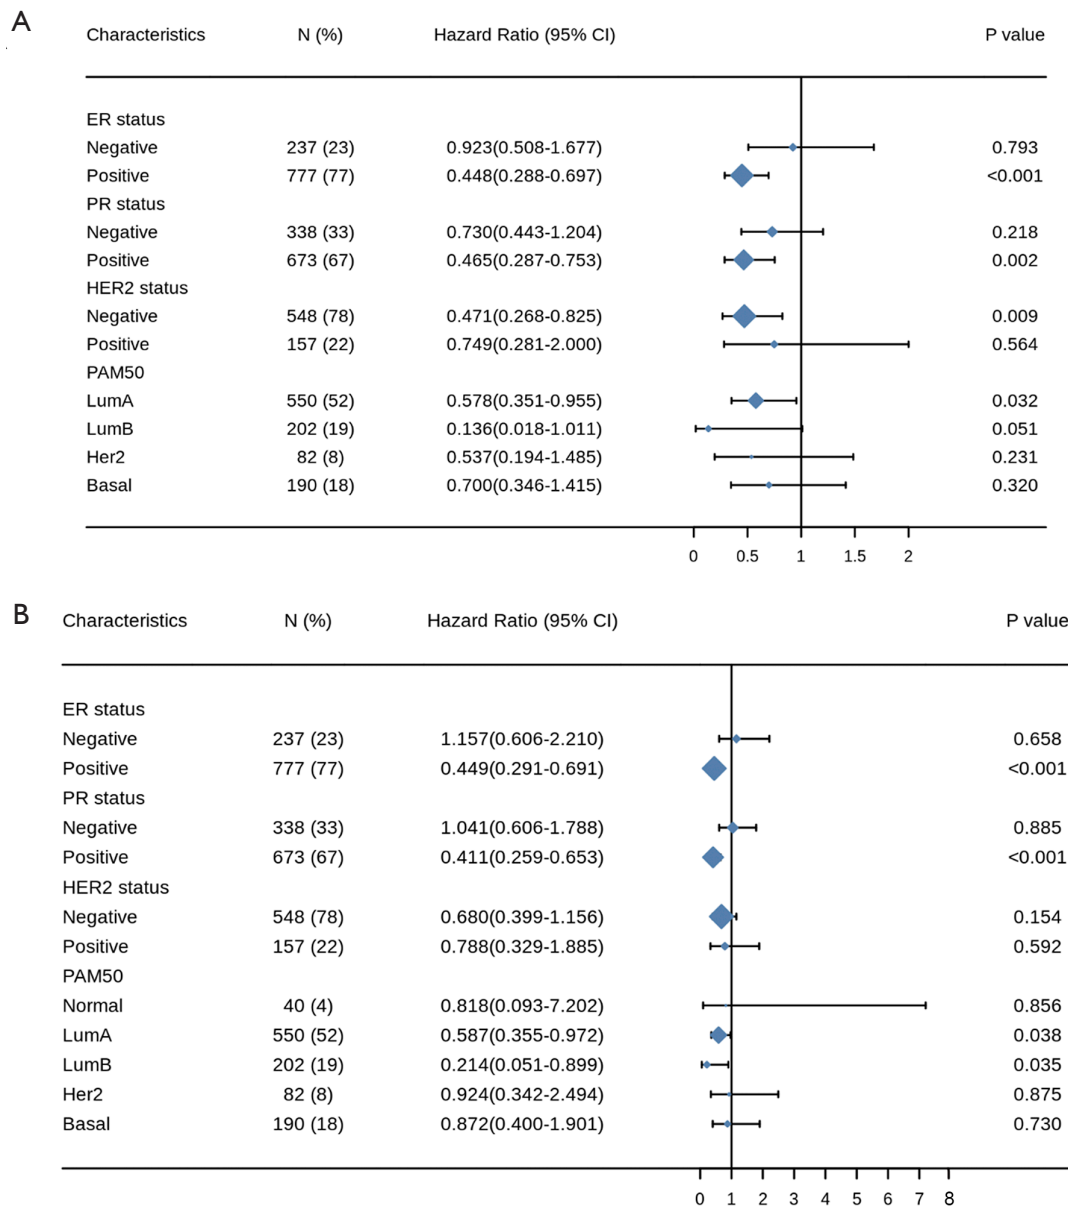 A
Characteristics N (%) Hazard Ratio (95% CI) P value
ER status
Negative 237 (23) 0.923(0.508-1.677) 0.793
Positive 777 (77) 0.448(0.288-0.697) <0.001
PR status
Negative 338 (33) 0.730(0.443-1.204) 0.218
Positive 673 (67) 0.465(0.287-0.753) 0.002
HER2 status
Negative 548 (78) 0.471(0.268-0.825) 0.009
Positive 157 (22) 0.749(0.281-2.000) 0.564
PAM50
LumA 550 (52) 0.578(0.351-0.955) 0.032
LumB 202 (19) 0.136(0.018-1.011) 0.051
Her2 82 (8) 0.537(0.194-1.485) 0.231
Basal 190 (18) 0.700(0.346-1.415) 0.320
0 0.5 1 1.5 2
B
Characteristics N (%) Hazard Ratio (95% CI) P value
ER status
Negative 237 (23) 1.157(0.606-2.210) 0.658
Positive 777 (77) 0.449(0.291-0.691) <0.001
PR status
Negative 338 (33) 1.041(0.606-1.788) 0.885
Positive 673 (67) 0.411(0.259-0.653) <0.001
HER2 status
Negative 548 (78) 0.680(0.399-1.156) 0.154
Positive 157 (22) 0.788(0.329-1.885) 0.592
PAM50
Normal 40 (4) 0.818(0.093-7.202) 0.856
LumA 550 (52) 0.587(0.355-0.972) 0.038
LumB 202 (19) 0.214(0.051-0.899) 0.035
Her2 82 (8) 0.924(0.342-2.494) 0.875
Basal 190 (18) 0.872(0.400-1.901) 0.730
0 1 2 3 4 5 6 7 8